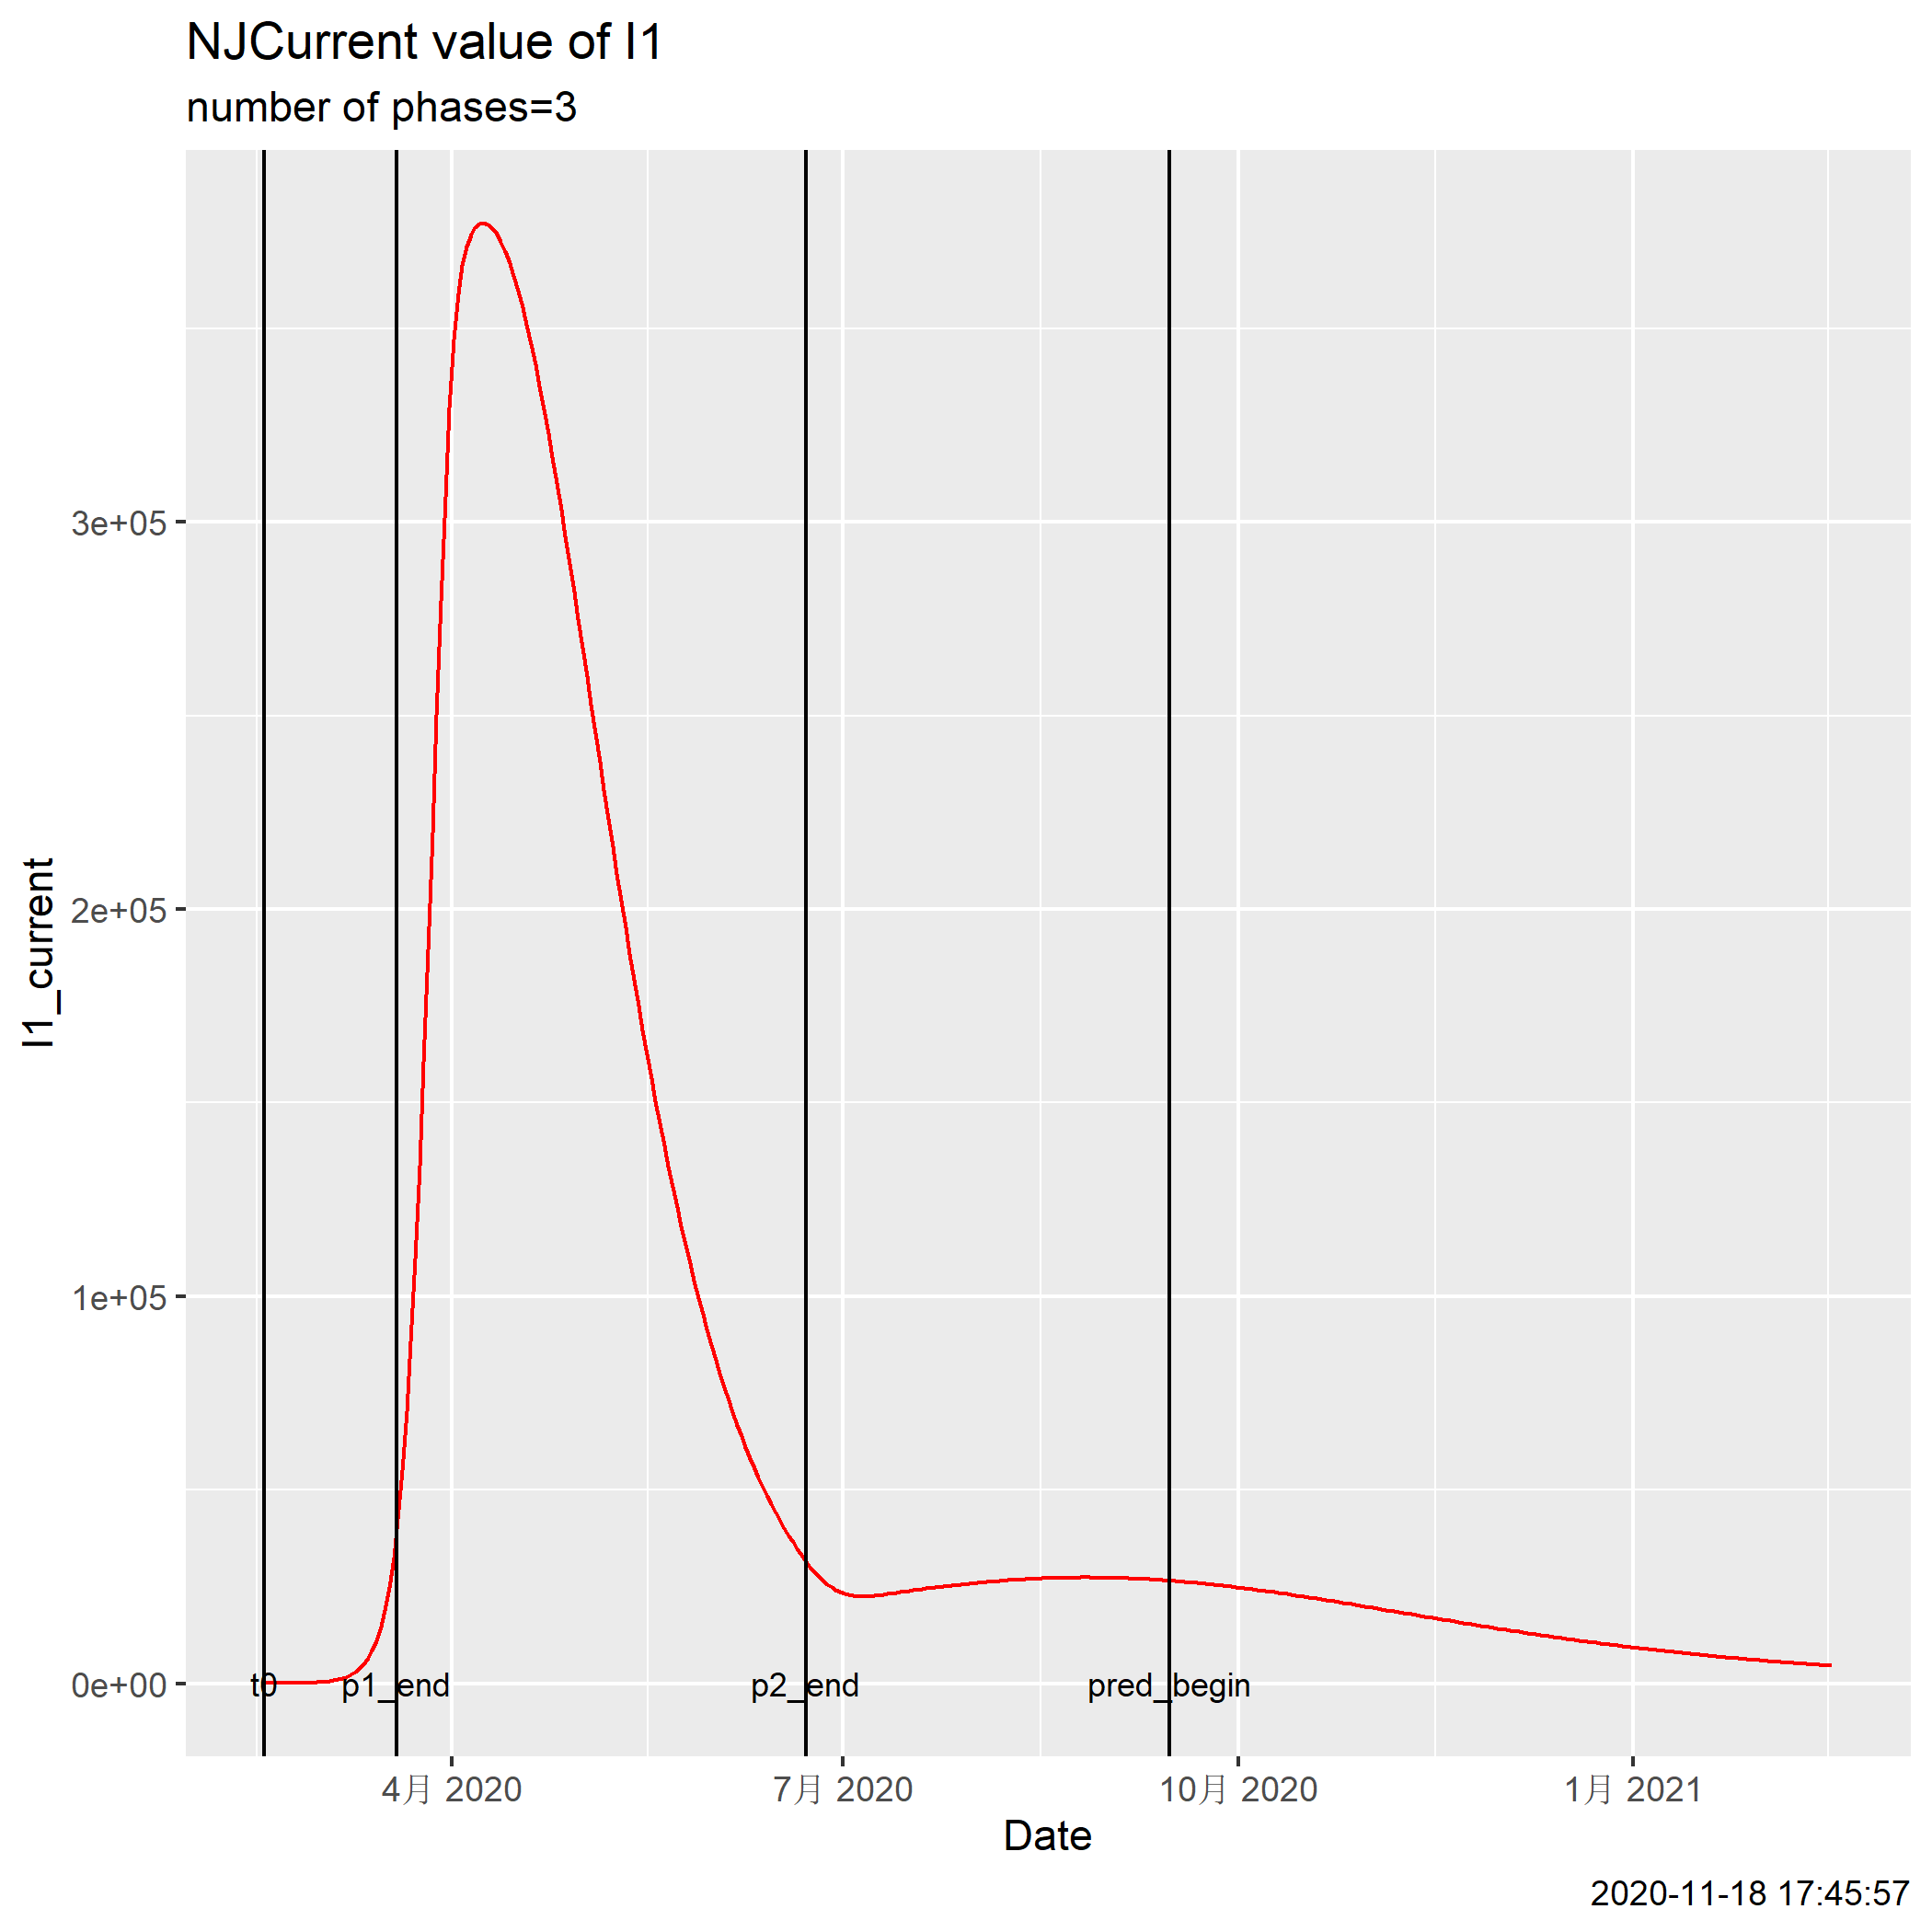 NJCurrent value of I1
number of phases=3
I1_current
3e+05
2e+05
1e+05
0e+00
t0 p1_end p2_end pred_begin
4月 2020 7月 2020 10月 2020 1月 2021
Date
2020-11-18 17:45:57